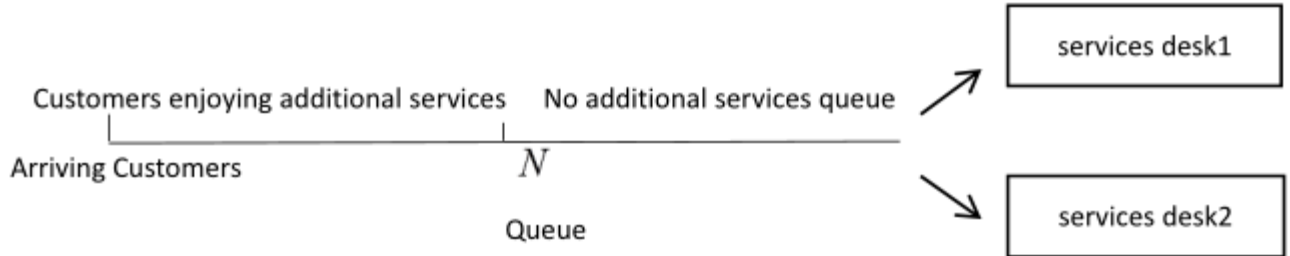 services desk1
Customers enjoying additional services
No additional services queue
Arriving Customers
N
services desk2
Queue